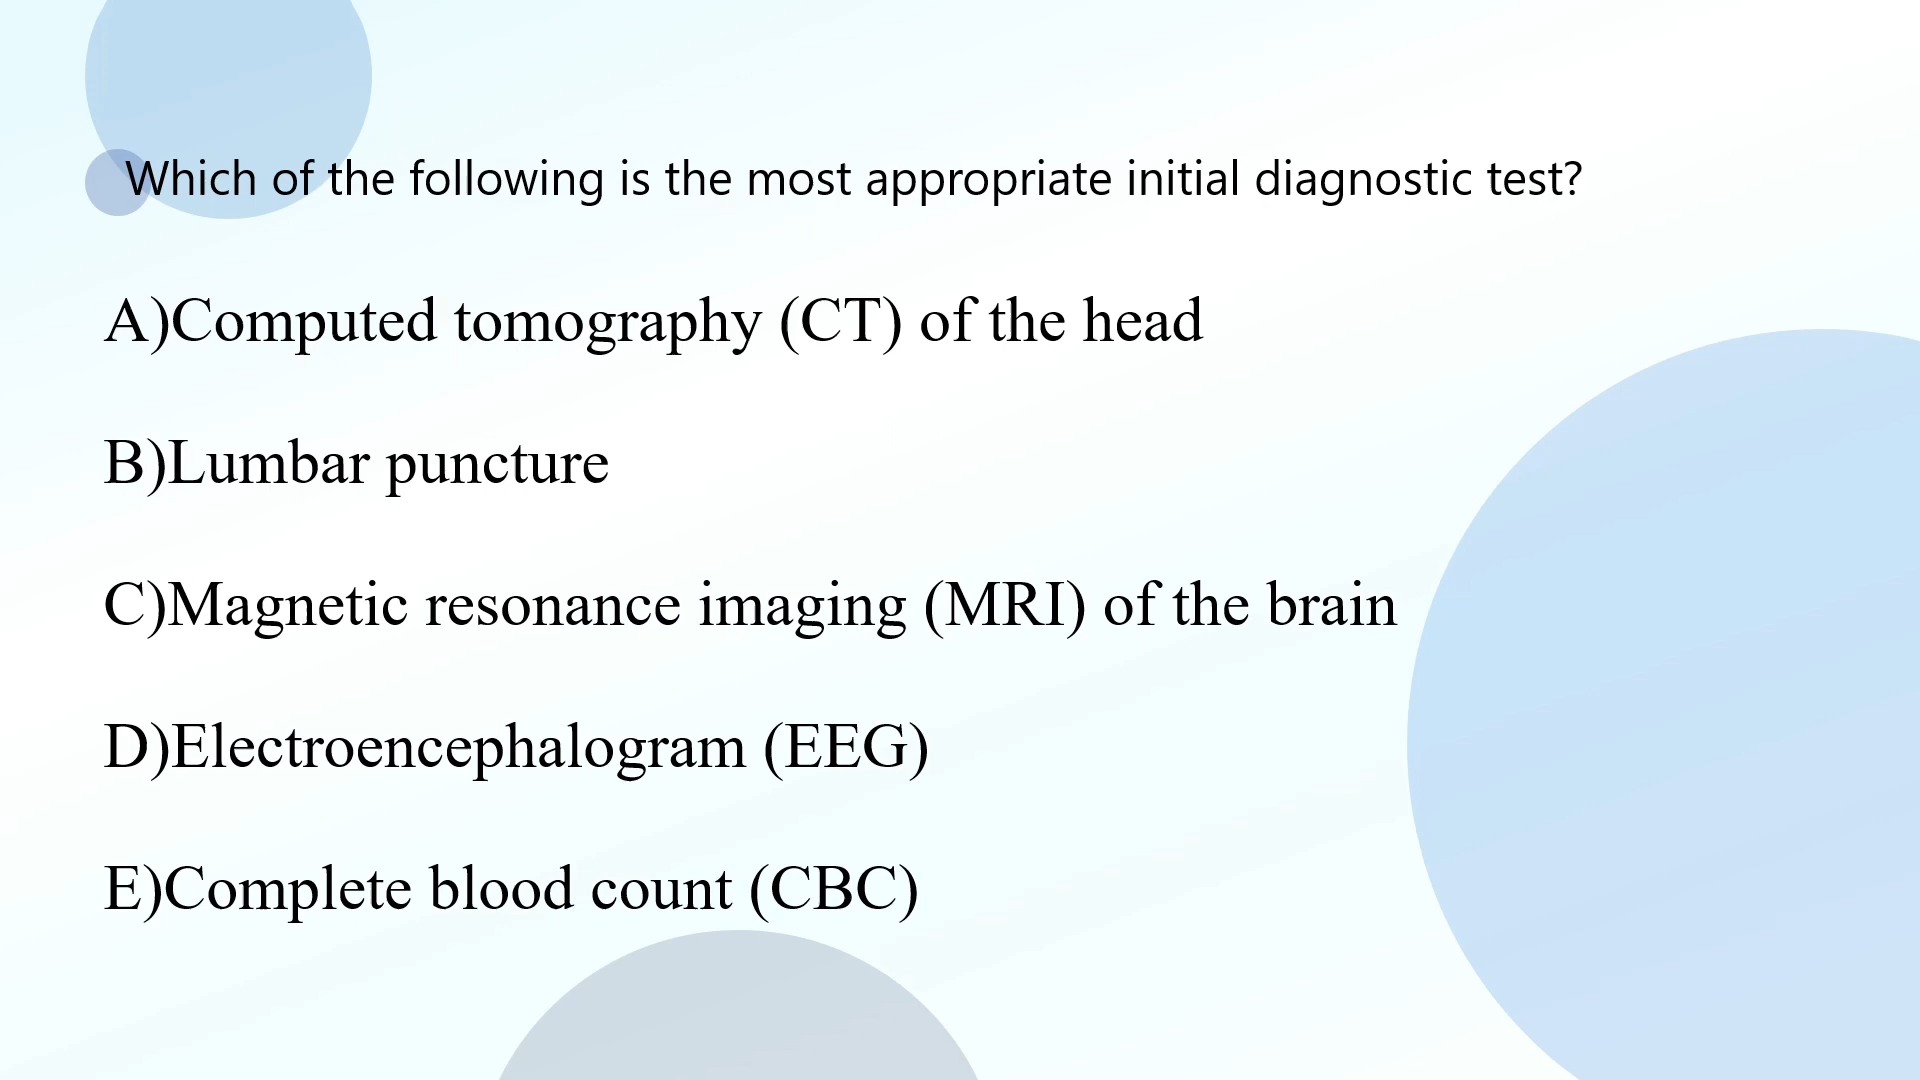 Which of the following is the most appropriate initial diagnostic test?
A)Computed tomography (CT) of the head
B)Lumbar puncture
C)Magnetic resonance imaging (MRI) of the brain
D)Electroencephalogram (EEG)
E)Complete blood count (CBC)